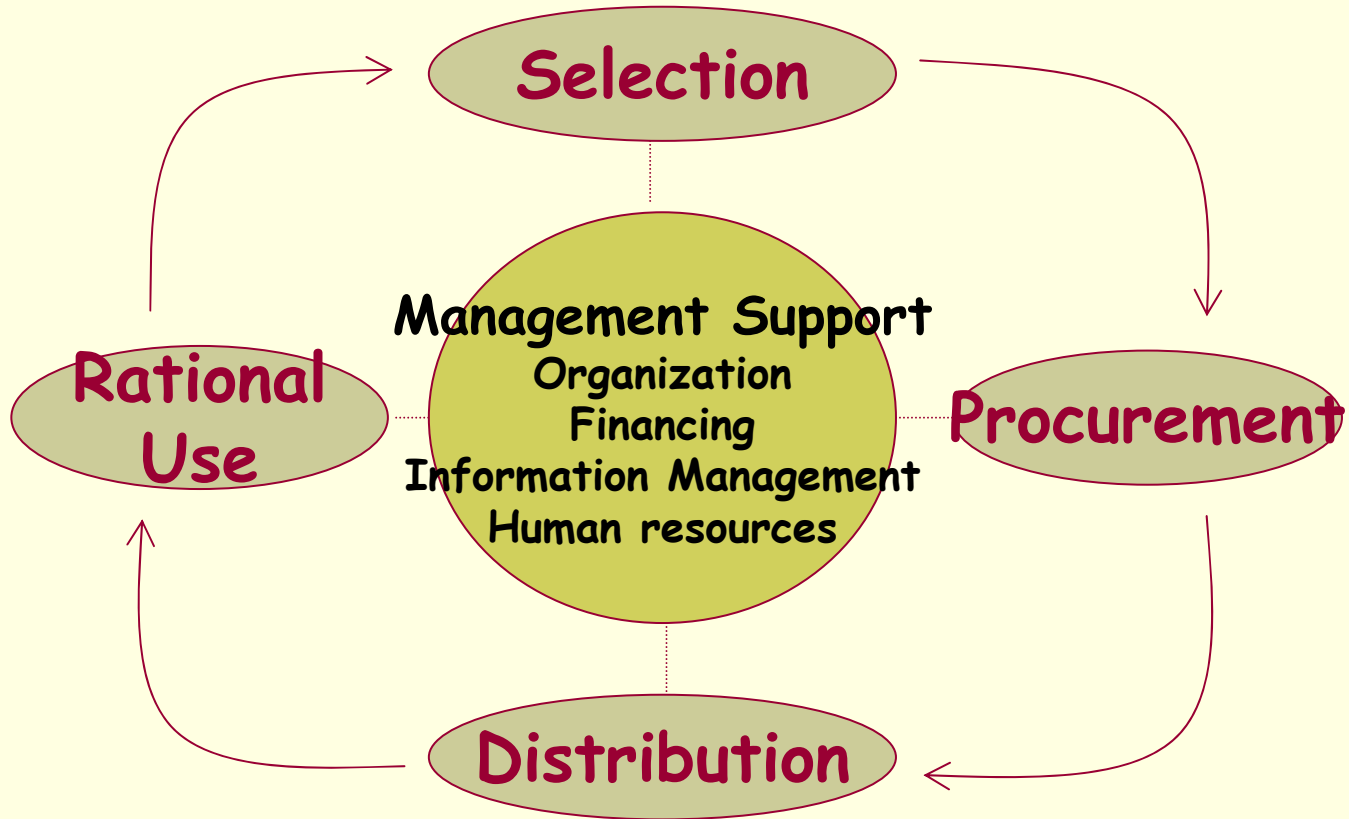 Selection
Management Support
Organization
Financing
Information Management
Human resources
Rational
Use
Procurement
Distribution